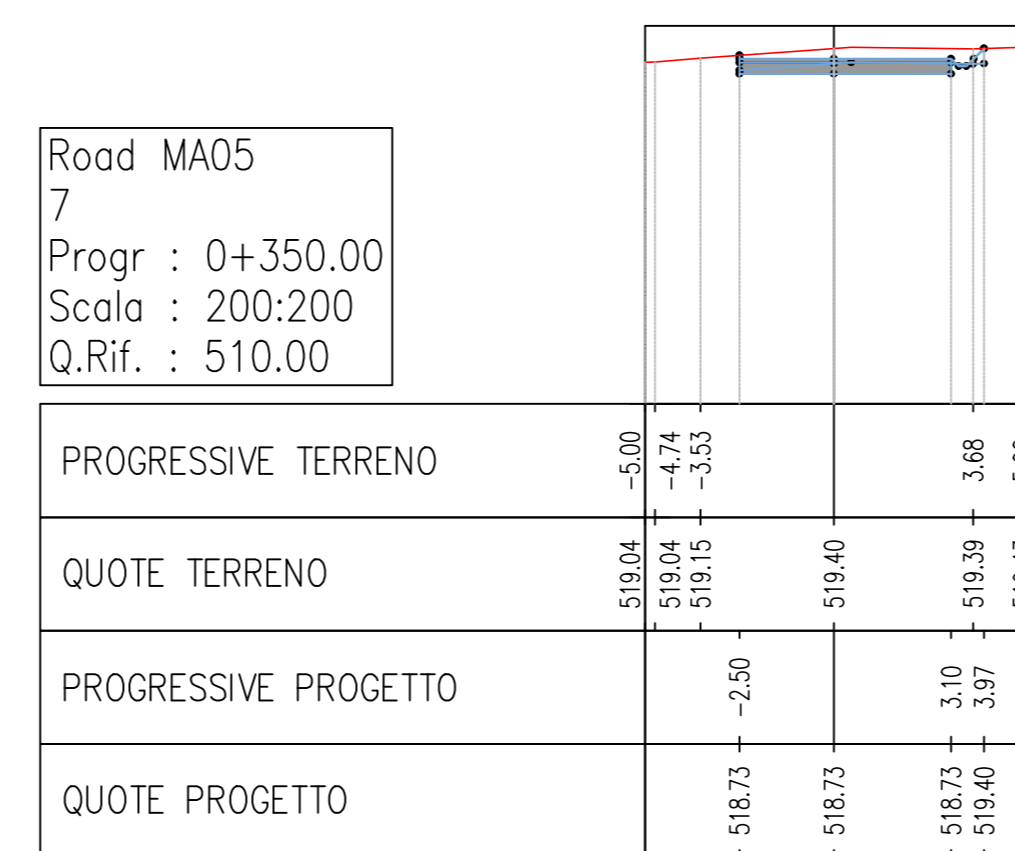 Road MA05
7
Progr : 0+350.00
Scala : 200:200
Q.Rif. : 510.00
PROGRESSIVE TERRENO -5.00 -4.74 -3.53 3.68
QUOTE TERRENO 519.04 519.04 519.15 519.40 519.39
PROGRESSIVE PROGETTO -2.50 3.10 3.97
QUOTE PROGETTO 518.73 518.73 518.73 519.40